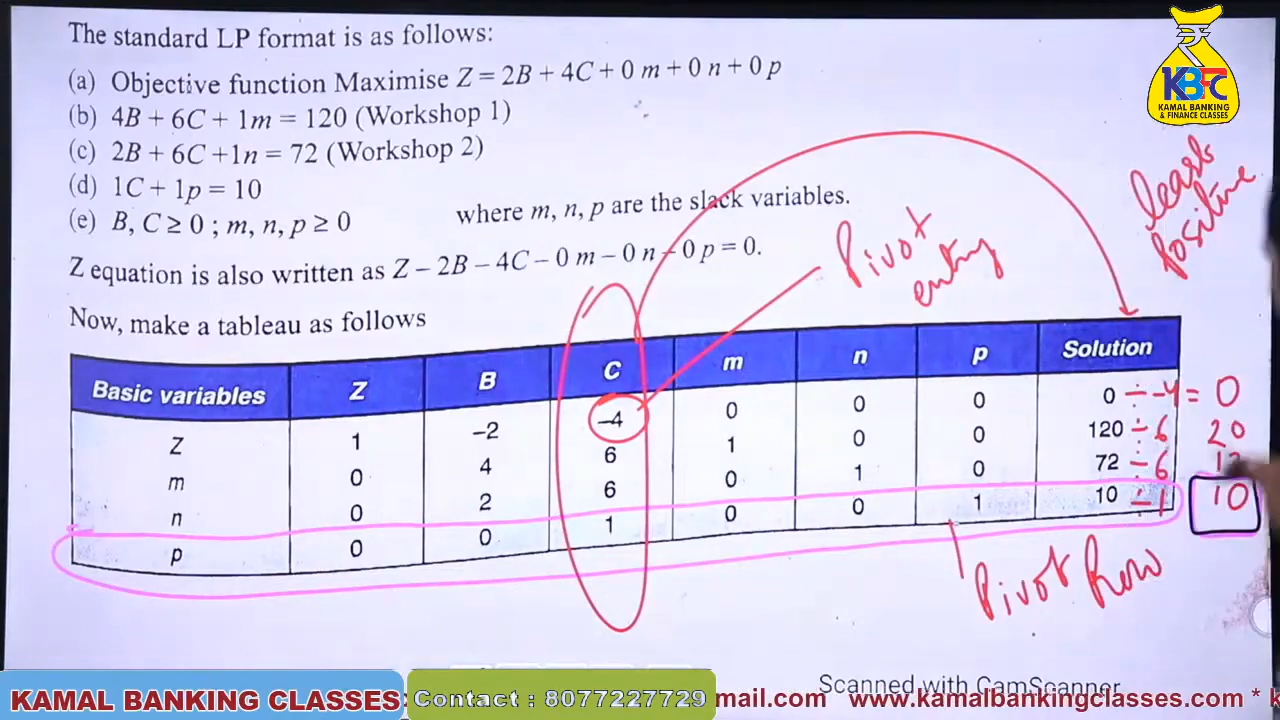 The standard LP format is as follows:
(a) Objective function Maximise Z = 2B + 4C + 0 m + 0 n + 0 p
(b) 4B + 6C + 1m = 120 (Workshop 1)
(c) 2B + 6C +1n = 72 (Workshop 2)
(d) 1C + 1p = 10
(e) B, C ≥ 0 ; m, n, p ≥ 0 where m, n, p are the slack variables.
Z equation is also written as Z – 2B – 4C – 0 m – 0 n – 0 p = 0.
Now, make a tableau as follows
Basic variables Z B C m n p Solution
Z 1 –2 –4 0 0 0 0 ÷ -4 = 0
m 0 4 6 1 0 0 120 ÷ 6 20
n 0 2 6 0 1 0 72 ÷ 6 12
p 0 0 1 0 0 1 10 ÷ 1 10
Pivot
entry
least
positive
Pivot Row
KBFC
KAMAL BANKING
& FINANCE CLASSES
Scanned with CamScanner
KAMAL BANKING CLASSES Contact : 8077227729 mail.com www.kamalbankingclasses.com * k